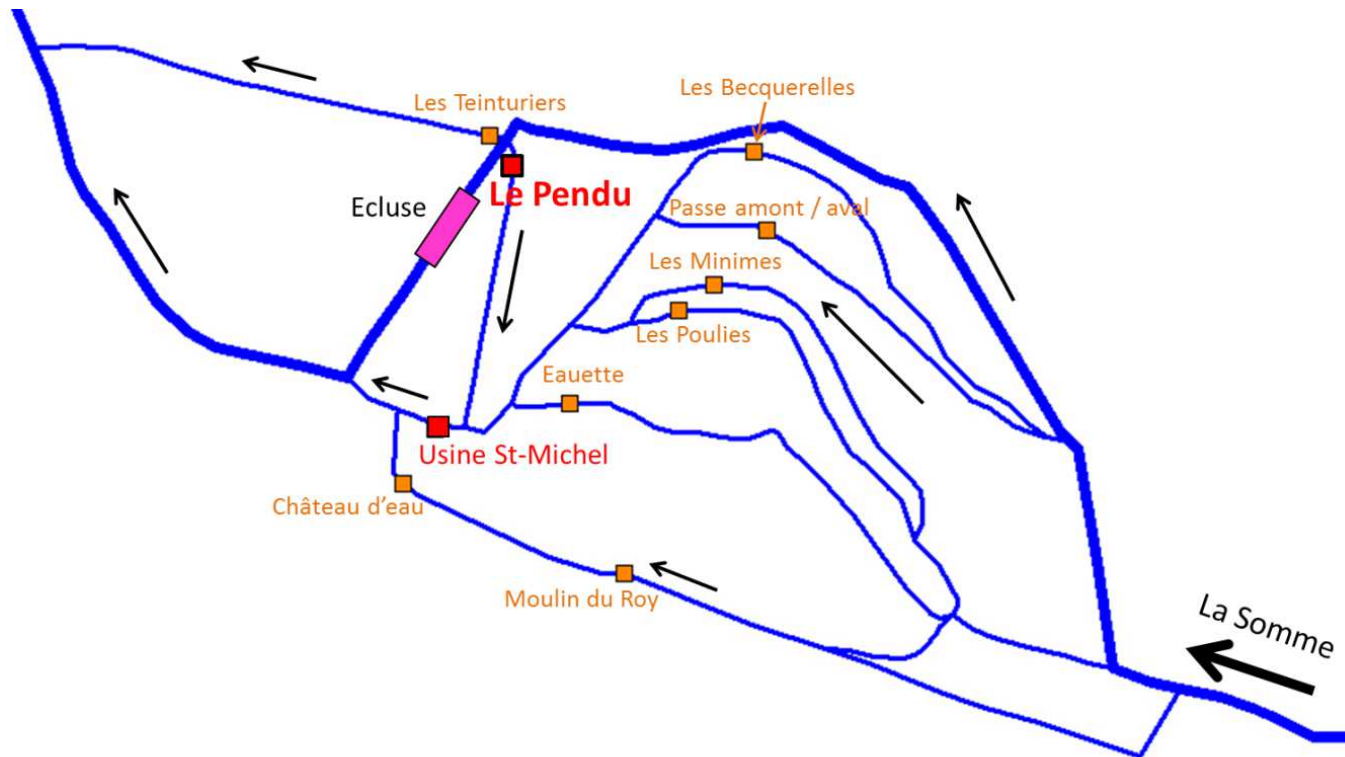 Les Becquerelles
Les Teinturiers
Le Pendu
Ecluse
Passe amont / aval
Les Minimes
Les Poulies
Eauette
Usine St-Michel
Château d'eau
Moulin du Roy
La Somme